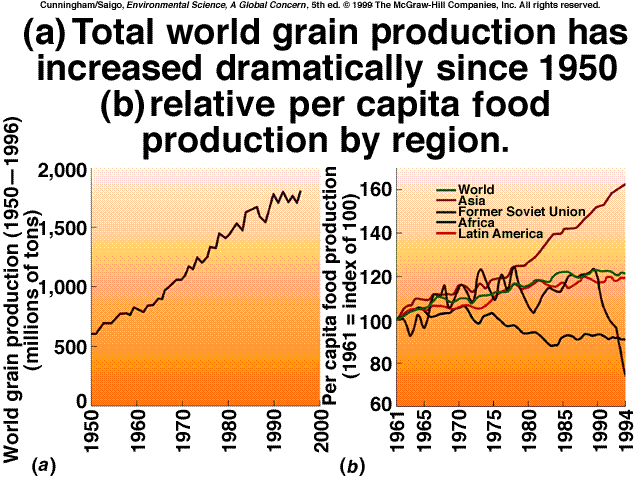 Cunningham/Saigo, Environmental Science, A Global Concern, 5th ed. © 1999 The McGraw-Hill Companies, Inc. All rights reserved.
(a) Total world grain production has
increased dramatically since 1950
(b) relative per capita food
production by region.
World grain production (1950—1996)
(millions of tons)
2,000
1,500
1,000
500
0
1950
1960
1970
1980
1990
2000
(a)
Per capita food production
(1961 = index of 100)
160
140
120
100
80
60
World
Asia
Former Soviet Union
Africa
Latin America
1961
1965
1970
1975
1980
1985
1990
1994
(b)